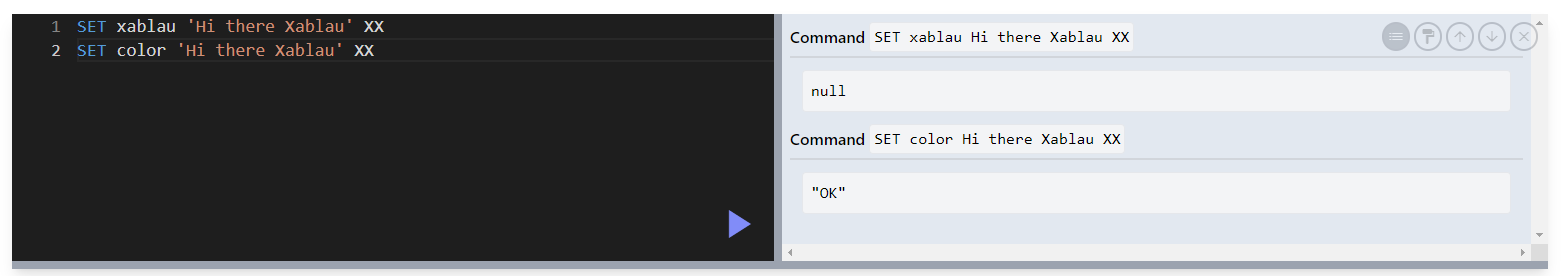 1 SET xablau 'Hi there Xablau' XX
2 SET color 'Hi there Xablau' XX
Command SET xablau Hi there Xablau XX
null
Command SET color Hi there Xablau XX
"OK"